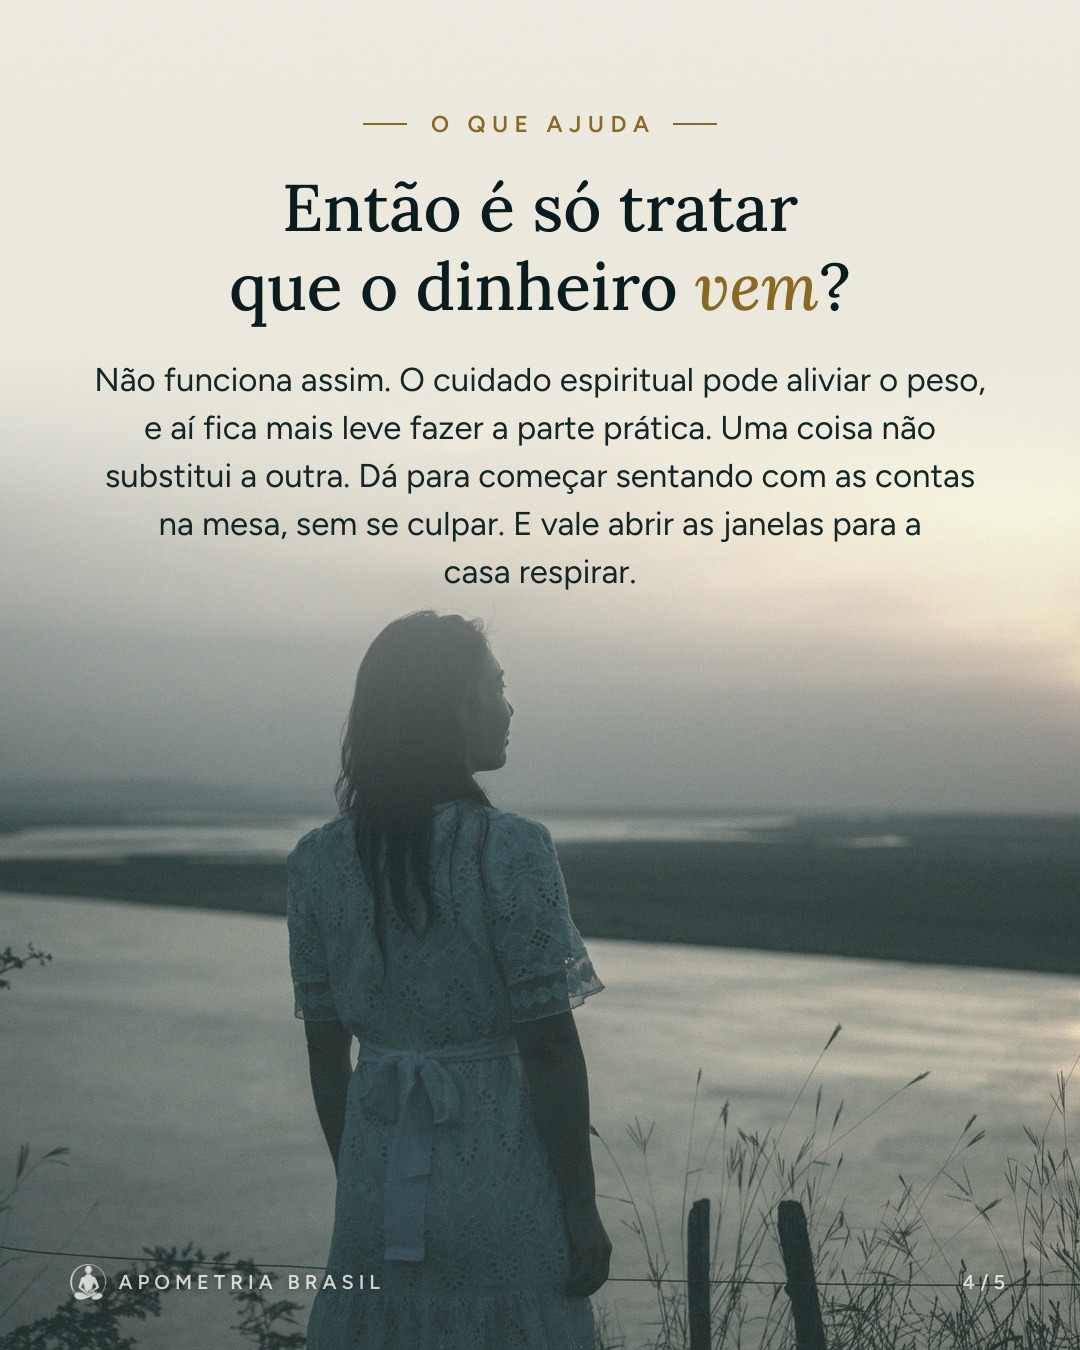 O QUE AJUDA
Então é só tratar
que o dinheiro vem?
Não funciona assim. O cuidado espiritual pode aliviar o peso,
e aí fica mais leve fazer a parte prática. Uma coisa não
substitui a outra. Dá para começar sentando com as contas
na mesa, sem se culpar. E vale abrir as janelas para a
casa respirar.
APOMETRIA BRASIL
4/5